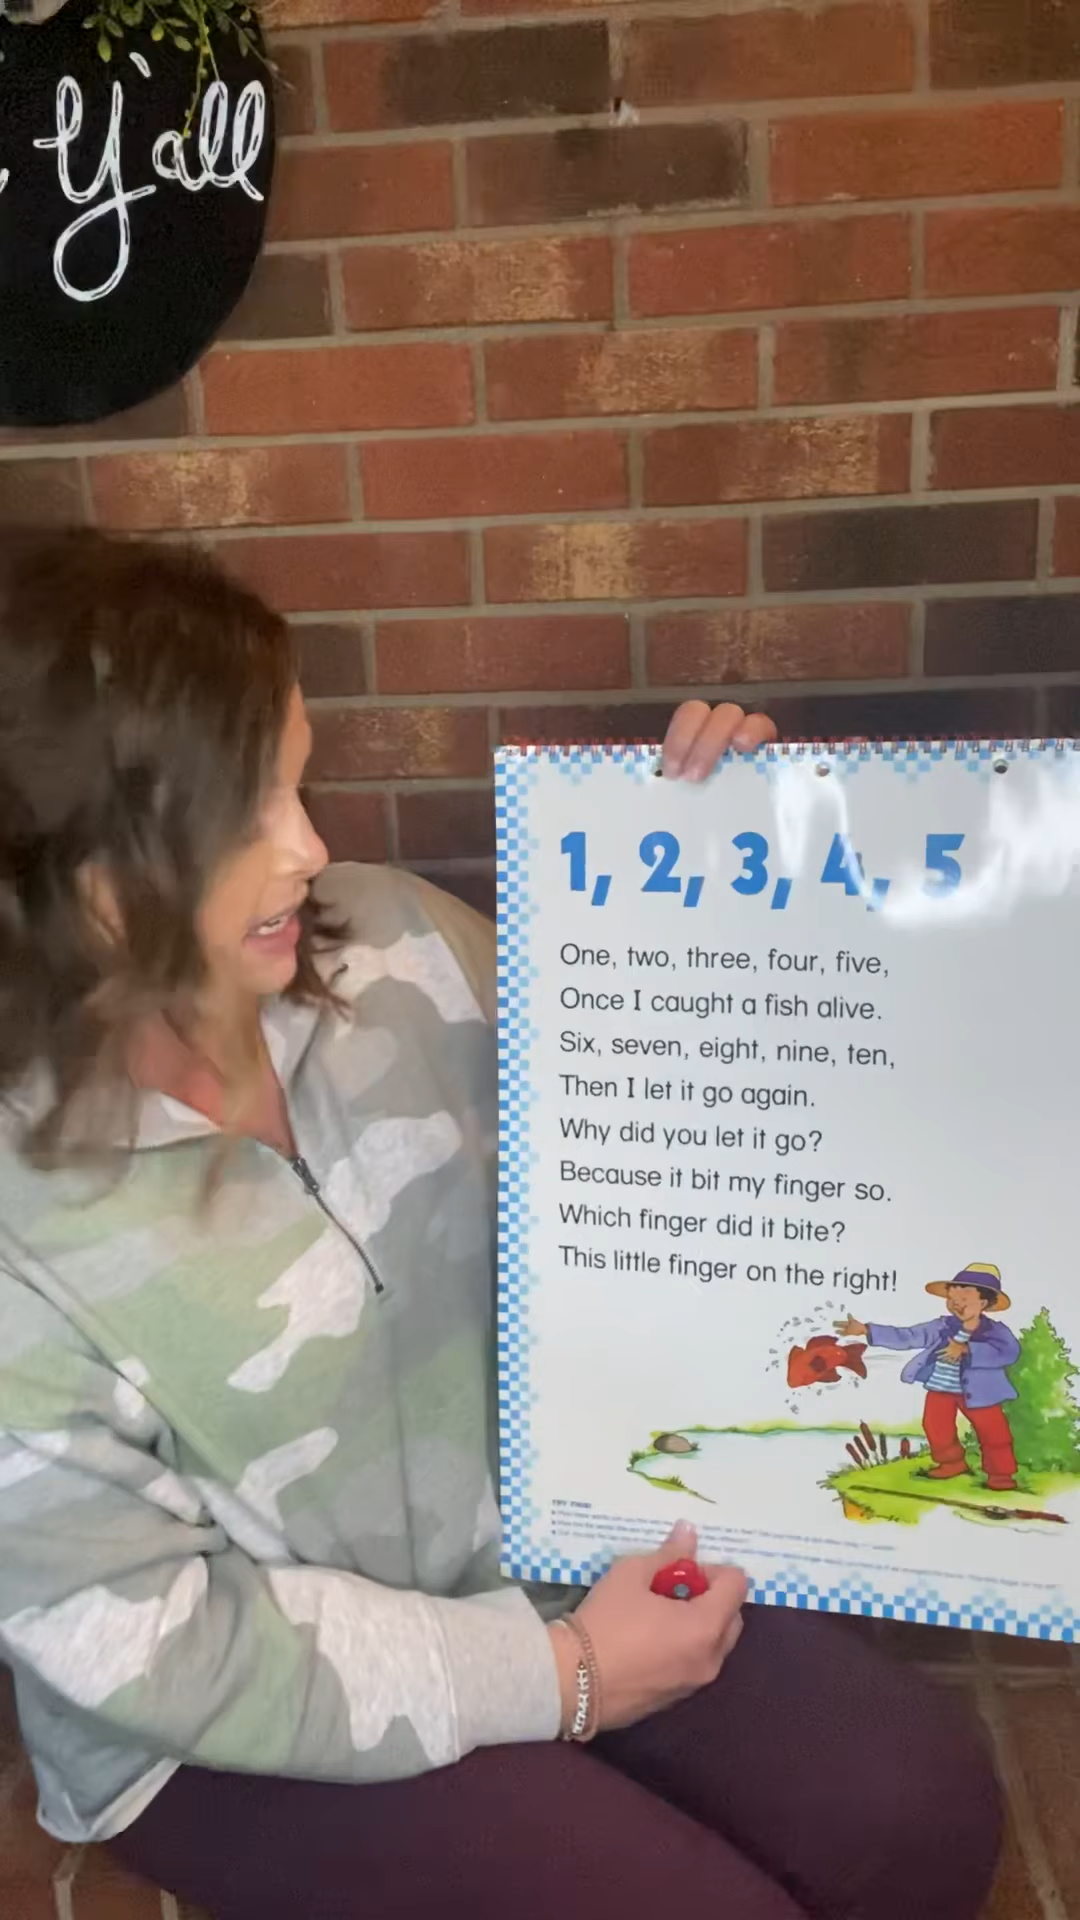 Y'all
1, 2, 3, 4, 5
One, two, three, four, five,
Once I caught a fish alive.
Six, seven, eight, nine, ten,
Then I let it go again.
Why did you let it go?
Because it bit my finger so.
Which finger did it bite?
This little finger on the right!
TRY THIS!